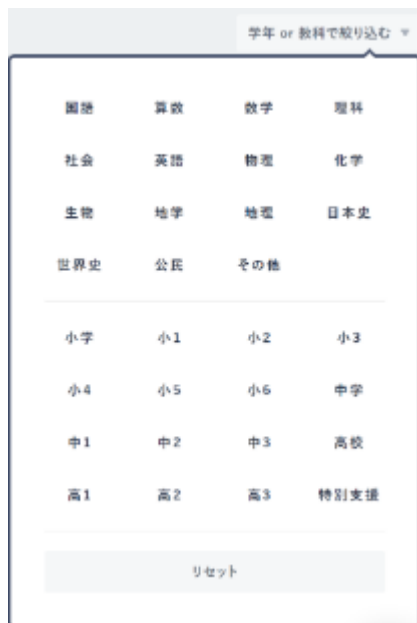 学年 or 教科で絞り込む ▼
国語 算数 数学 理科
社会 英語 物理 化学
生物 地学 地理 日本史
世界史 公民 その他
小学 小1 小2 小3
小4 小5 小6 中学
中1 中2 中3 高校
高1 高2 高3 特別支援
リセット